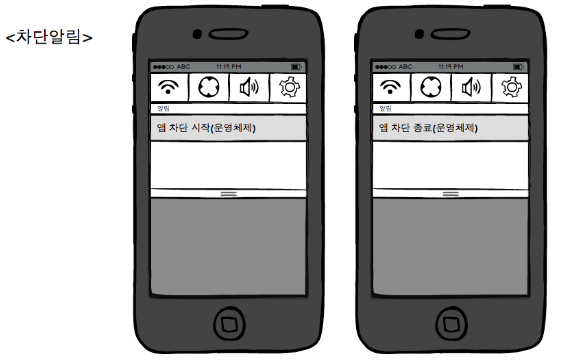 <차단알림>
ABC 11:19 PM
알림
앱 차단 시작(운영체제)
ABC 11:19 PM
알림
앱 차단 종료(운영체제)